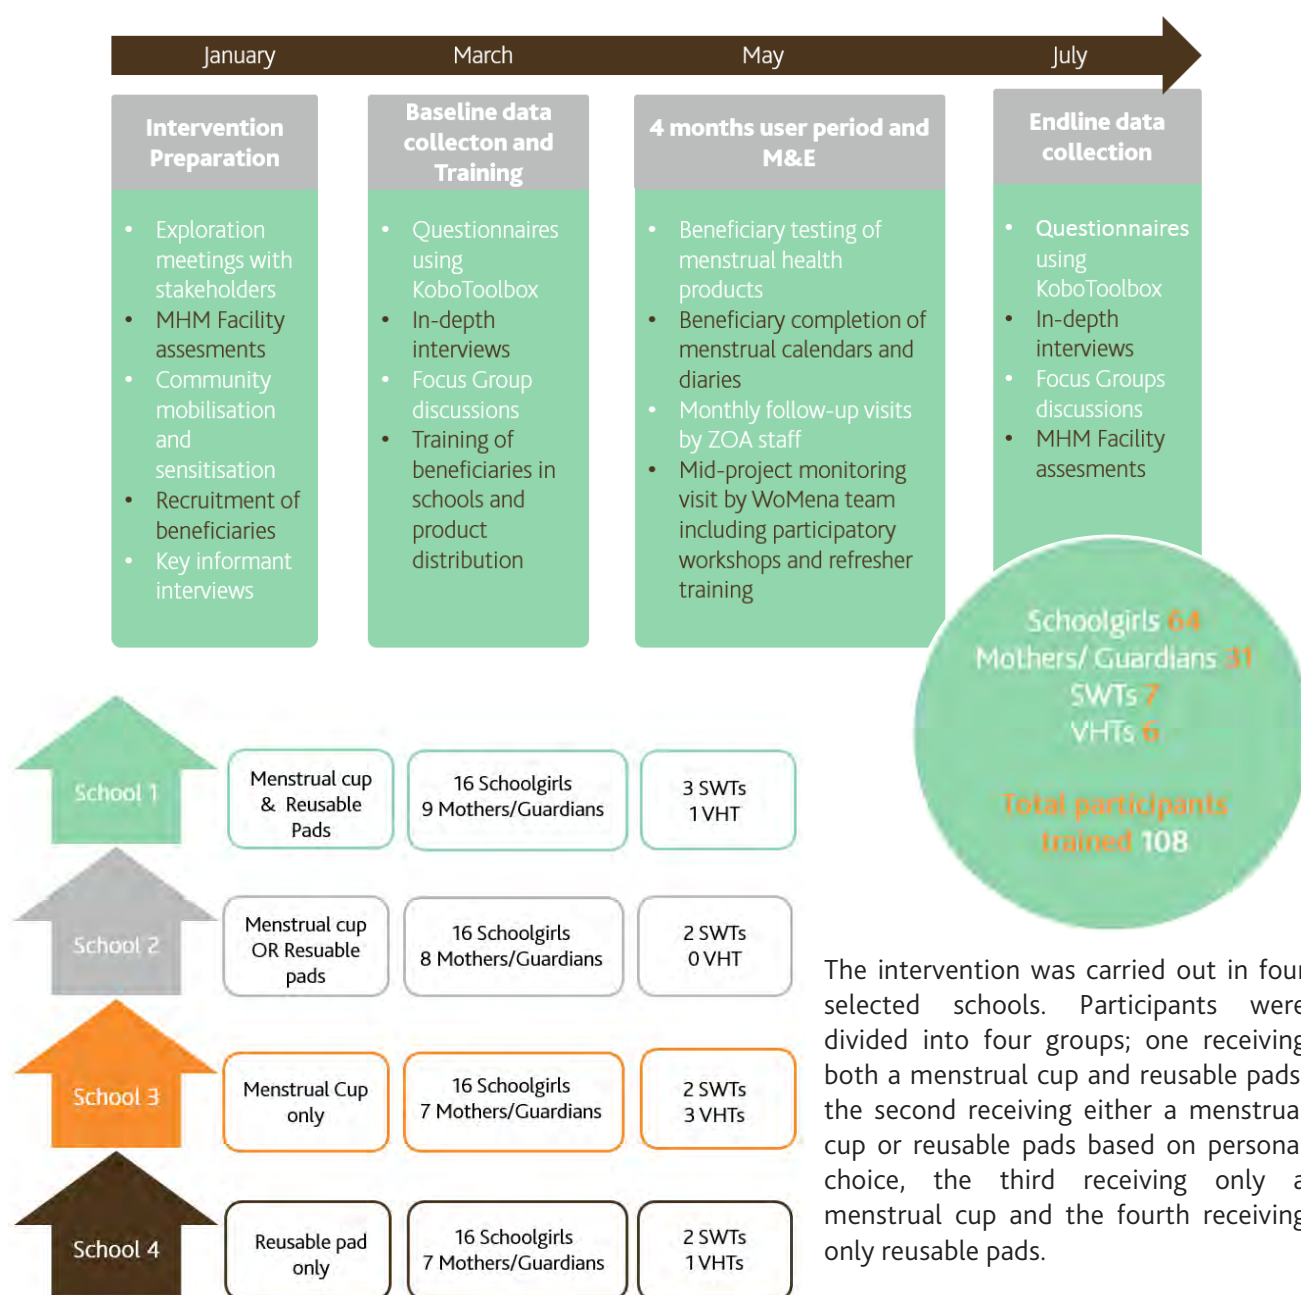 January
March
May
July
Intervention
Preparation
• Exploration
meetings with
stakeholders
• MHM Facility
assesments
• Community
mobilisation
and
sensitisation
• Recruitment of
beneficiaries
• Key informant
interviews
Baseline data
collecton and
Training
• Questionnaires
using
KoboToolbox
• In-depth
interviews
• Focus Group
discussions
• Training of
beneficiaries in
schools and
product
distribution
4 months user period and
M&E
• Beneficiary testing of
menstrual health
products
• Beneficiary completion of
menstrual calendars and
diaries
• Monthly follow-up visits
by ZOA staff
• Mid-project monitoring
visit by WoMena team
including participatory
workshops and refresher
training
Endline data
collection
• Questionnaires
using
KoboToolbox
• In-depth
interviews
• Focus Groups
discussions
• MHM Facility
assesments
Schoolgirls 64
Mothers/ Guardians 31
SWTs 7
VHTs 6
Total participants
trained 108
School 1
Menstrual cup
& Reusable
Pads
16 Schoolgirls
9 Mothers/Guardians
3 SWTs
1 VHT
School 2
Menstrual cup
OR Resuable
pads
16 Schoolgirls
8 Mothers/Guardians
2 SWTs
0 VHT
School 3
Menstrual Cup
only
16 Schoolgirls
7 Mothers/Guardians
2 SWTs
3 VHTs
School 4
Reusable pad
only
16 Schoolgirls
7 Mothers/Guardians
2 SWTs
1 VHTs
The intervention was carried out in four
selected schools. Participants were
divided into four groups; one receiving
both a menstrual cup and reusable pads
the second receiving either a menstrua
cup or reusable pads based on persona
choice, the third receiving only a
menstrual cup and the fourth receiving
only reusable pads.